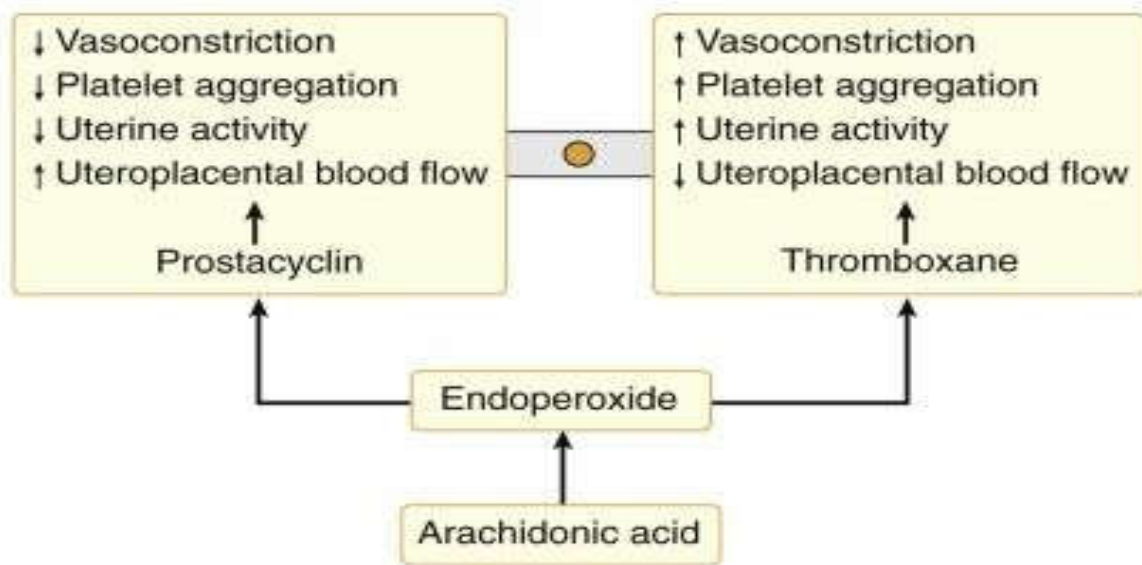 ↓ Vasoconstriction
↓ Platelet aggregation
↓ Uterine activity
↑ Uteroplacental blood flow
Prostacyclin
↑ Vasoconstriction
↑ Platelet aggregation
↑ Uterine activity
↓ Uteroplacental blood flow
Thromboxane
Endoperoxide
Arachidonic acid